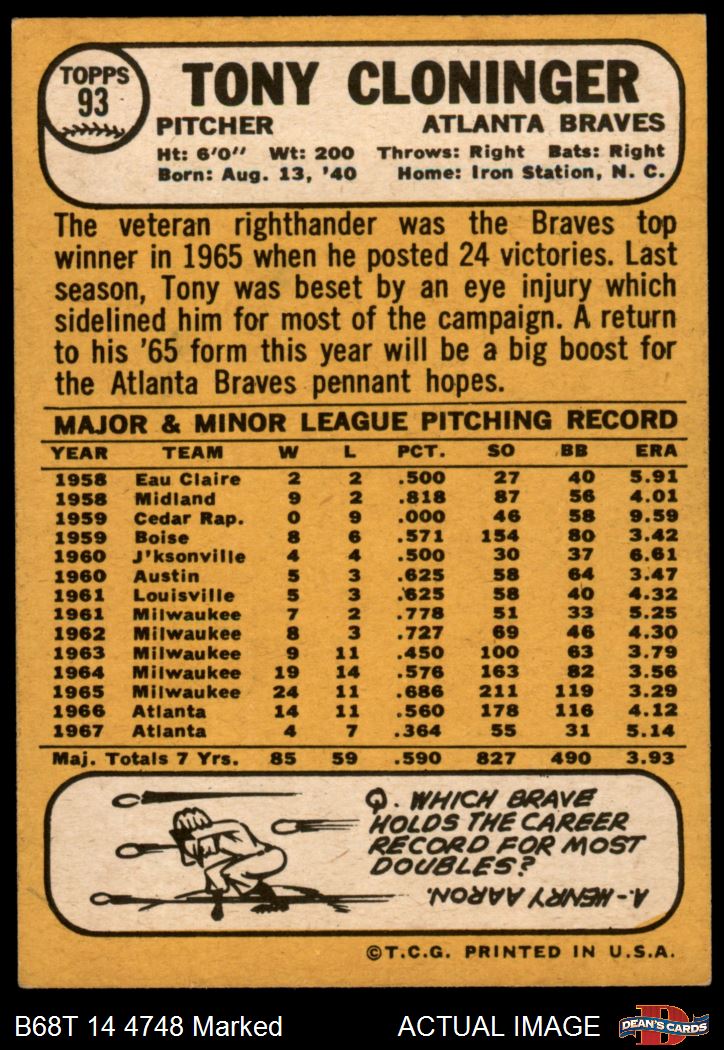 TOPPS
93
TONY CLONINGER
PITCHER ATLANTA BRAVES
Ht: 6'0" Wt: 200 Throws: Right Bats: Right
Born: Aug. 13, '40 Home: Iron Station, N. C.
The veteran righthander was the Braves top
winner in 1965 when he posted 24 victories. Last
season, Tony was beset by an eye injury which
sidelined him for most of the campaign. A return
to his '65 form this year will be a big boost for
the Atlanta Braves pennant hopes.
MAJOR & MINOR LEAGUE PITCHING RECORD
YEAR TEAM W L PCT. SO BB ERA
1958 Eau Claire 2 2 .500 27 40 5.91
1958 Midland 9 2 .818 87 56 4.01
1959 Cedar Rap. 0 9 .000 46 58 9.59
1959 Boise 8 6 .571 154 80 3.42
1960 J'ksonville 4 4 .500 30 37 6.61
1960 Austin 5 3 .625 58 64 3.47
1961 Louisville 5 3 .625 58 40 4.32
1961 Milwaukee 7 2 .778 51 33 5.25
1962 Milwaukee 8 3 .727 69 46 4.30
1963 Milwaukee 9 11 .450 100 63 3.79
1964 Milwaukee 19 14 .576 163 82 3.56
1965 Milwaukee 24 11 .686 211 119 3.29
1966 Atlanta 14 11 .560 178 116 4.12
1967 Atlanta 4 7 .364 55 31 5.14
Maj. Totals 7 Yrs. 85 59 .590 827 490 3.93
Q. WHICH BRAVE
HOLDS THE CAREER
RECORD FOR MOST
DOUBLES?
A-HENRY AARON.
©T.C.G. PRINTED IN U.S.A.
B68T 14 4748 Marked ACTUAL IMAGE
D
DEAN'S CARDS